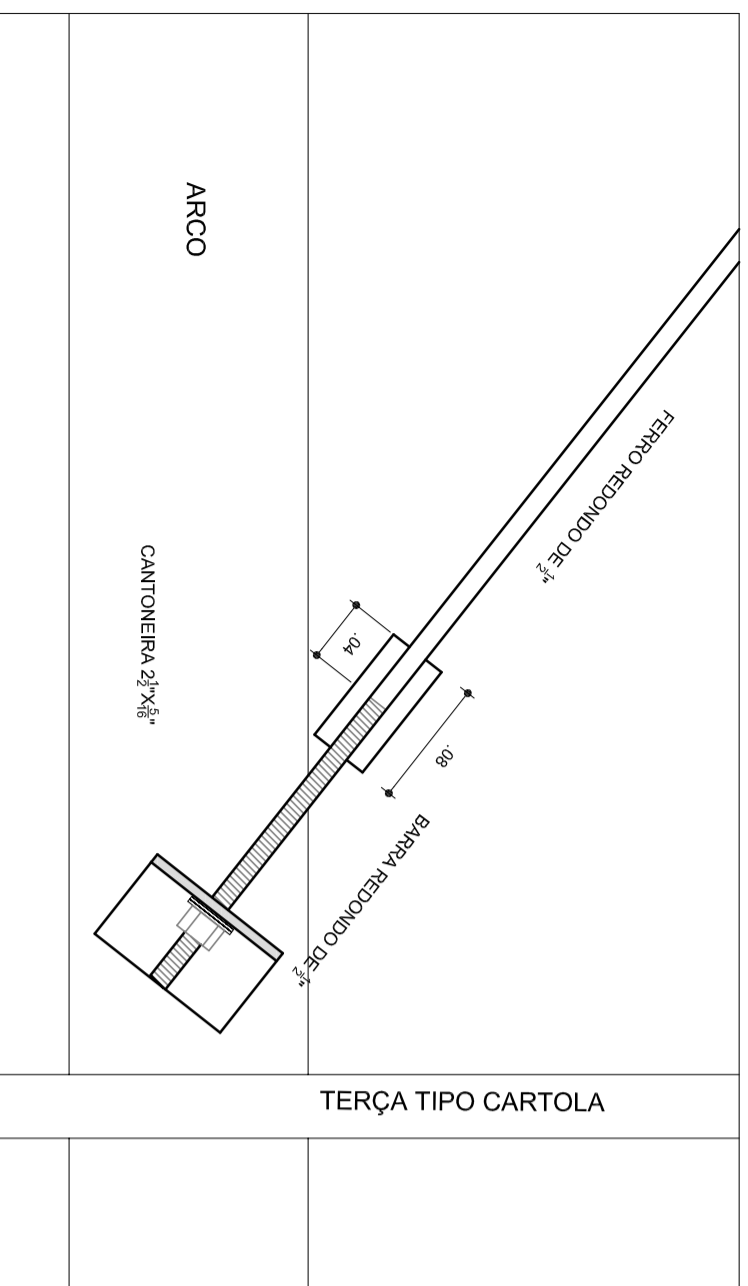 ARCO
FERRO REDONDO DE 1/2"
.04
.08
CANTONEIRA 2 1/2"X 5/16"
BARRA REDONDO DE 1/2"
TERÇA TIPO CARTOLA